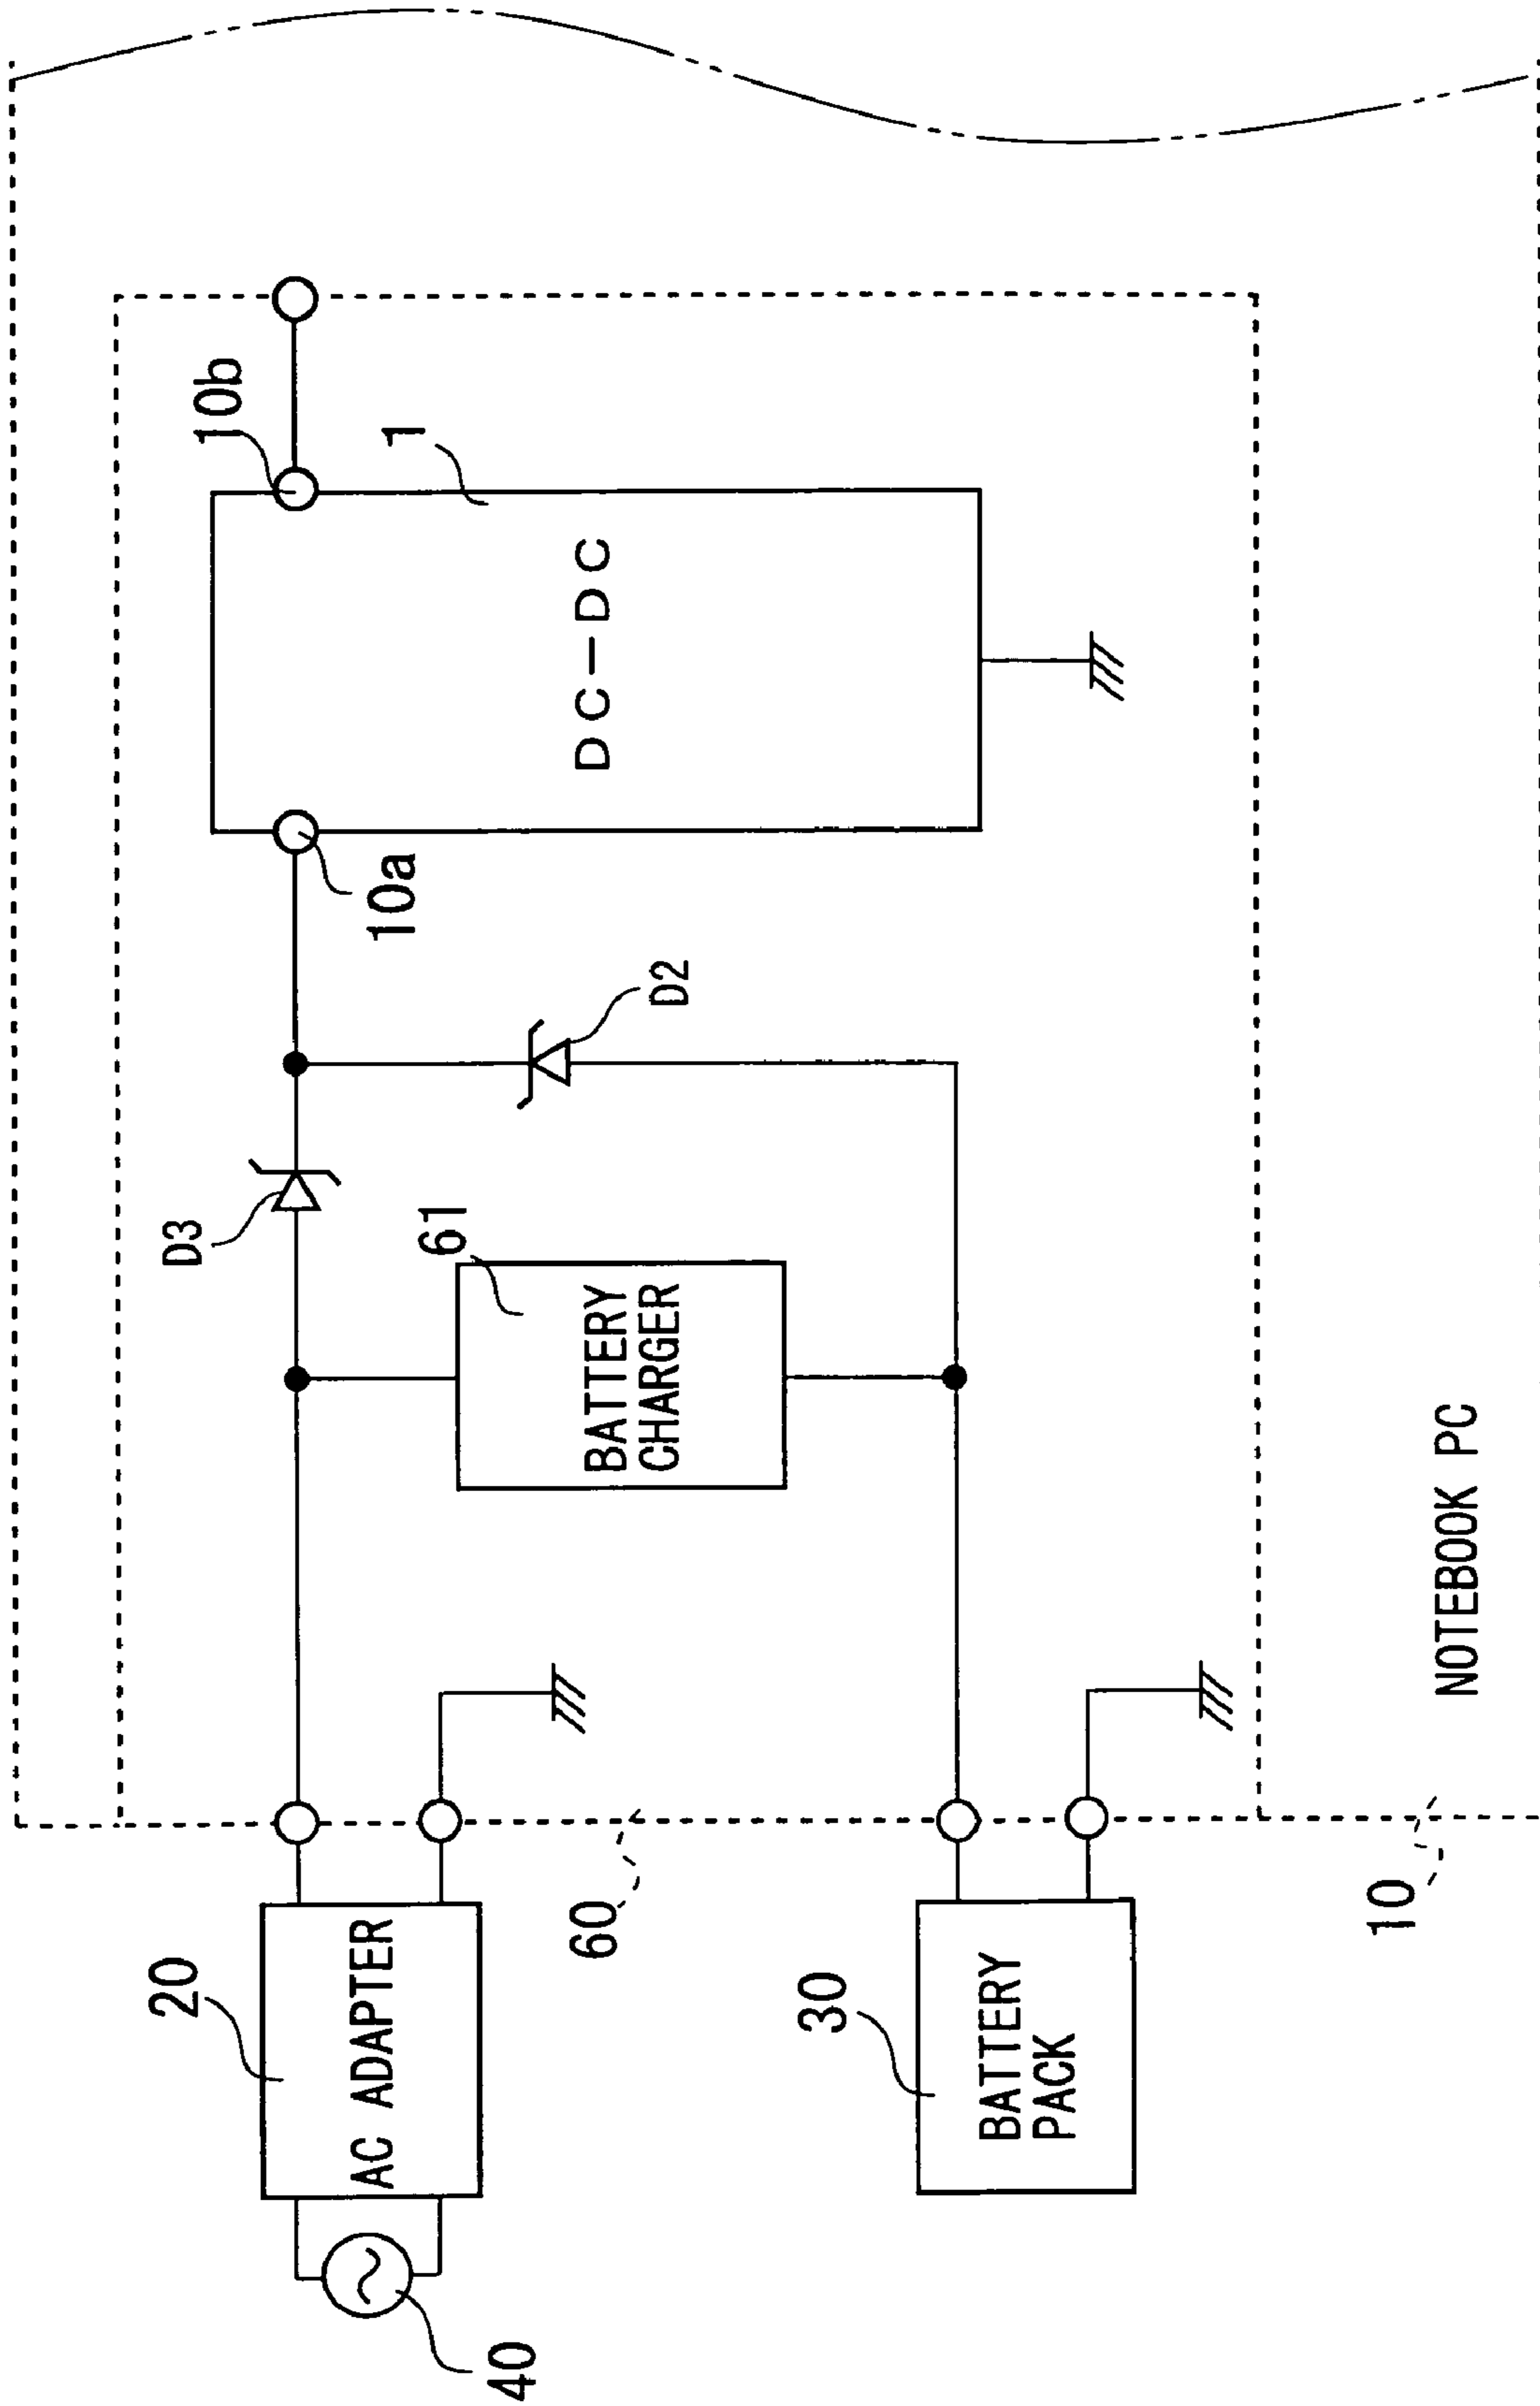 40
20
AC ADAPTER
30
BATTERY
PACK
60
10
NOTEBOOK PC
D3
61
BATTERY
CHARGER
D2
10a
10b
1
DC-DC